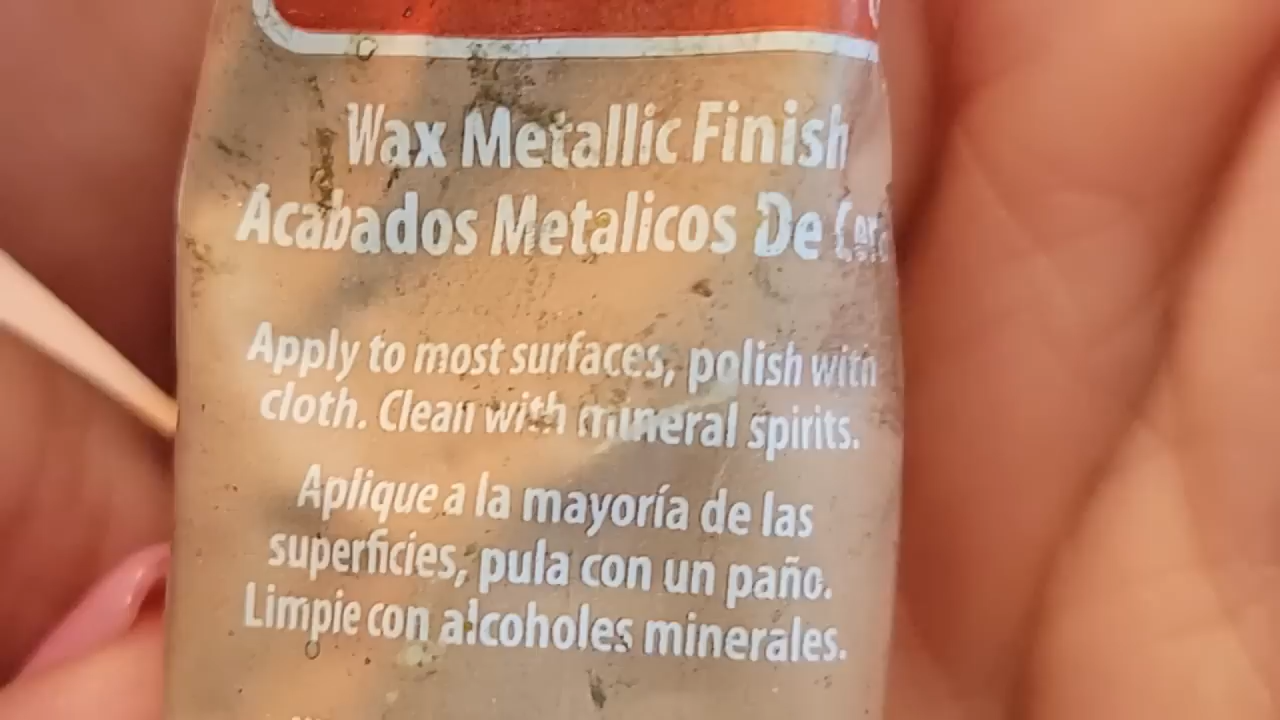 Wax Metallic Finish
Acabados Metalicos De
Apply to most surfaces, polish with
cloth. Clean with mineral spirits.
Aplique a la mayoría de las
superficies, pula con un paño.
Limpie con alcoholes minerales.